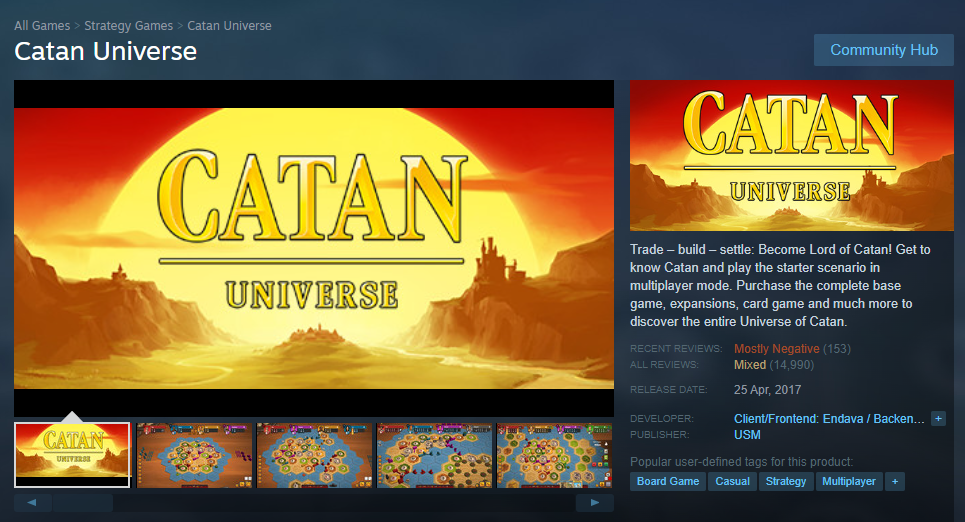 All Games > Strategy Games > Catan Universe
Catan Universe
Community Hub
CATAN
UNIVERSE
CATAN
UNIVERSE
Trade – build – settle: Become Lord of Catan! Get to
know Catan and play the starter scenario in
multiplayer mode. Purchase the complete base
game, expansions, card game and much more to
discover the entire Universe of Catan.
RECENT REVIEWS: Mostly Negative (153)
ALL REVIEWS: Mixed (14,990)
RELEASE DATE: 25 Apr, 2017
DEVELOPER: Client/Frontend: Endava / Backen... +
PUBLISHER: USM
Popular user-defined tags for this product:
Board Game Casual Strategy Multiplayer +
CATAN
UNIVERSE